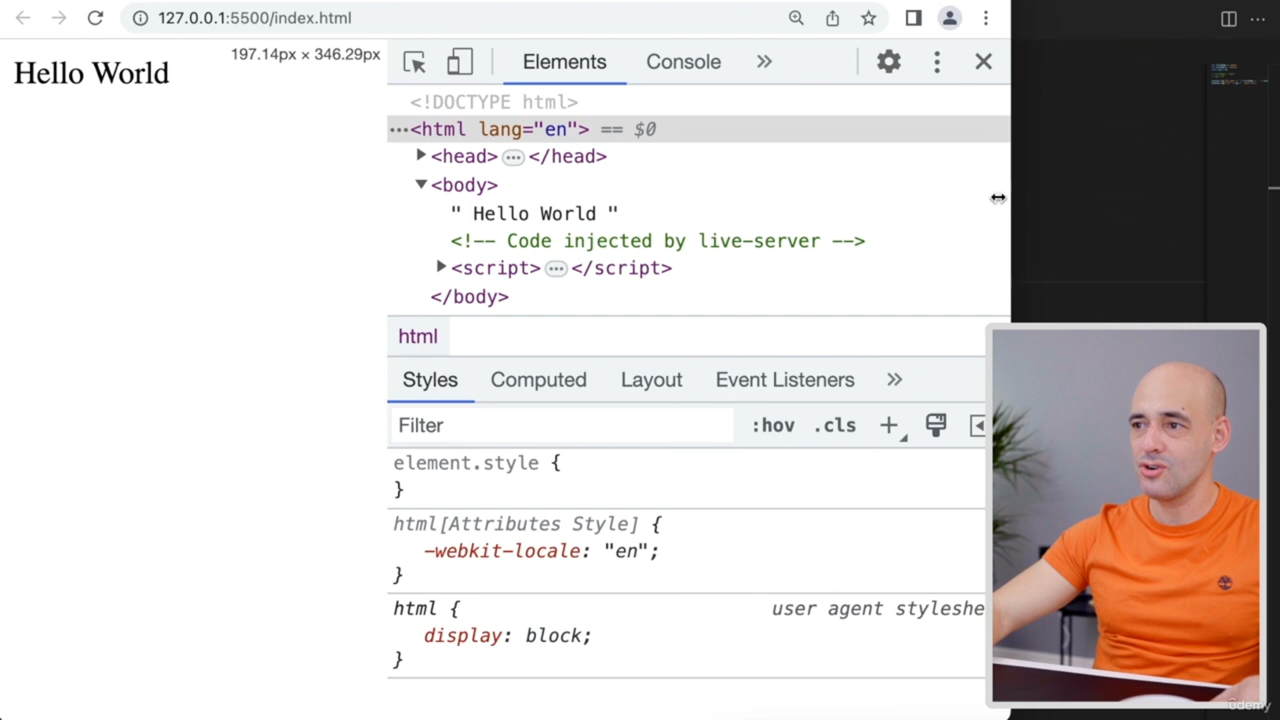 127.0.0.1:5500/index.html
Hello World
197.14px × 346.29px
Elements
Console
<!DOCTYPE html>
<html lang="en"> == $0
<head> </head>
<body>
" Hello World "
<!-- Code injected by live-server -->
<script> </script>
</body>
html
Styles
Computed
Layout
Event Listeners
Filter
:hov
.cls
element.style {
}
html[Attributes Style] {
-webkit-locale: "en";
}
html {
user agent styleshe
display: block;
}
ûdemy